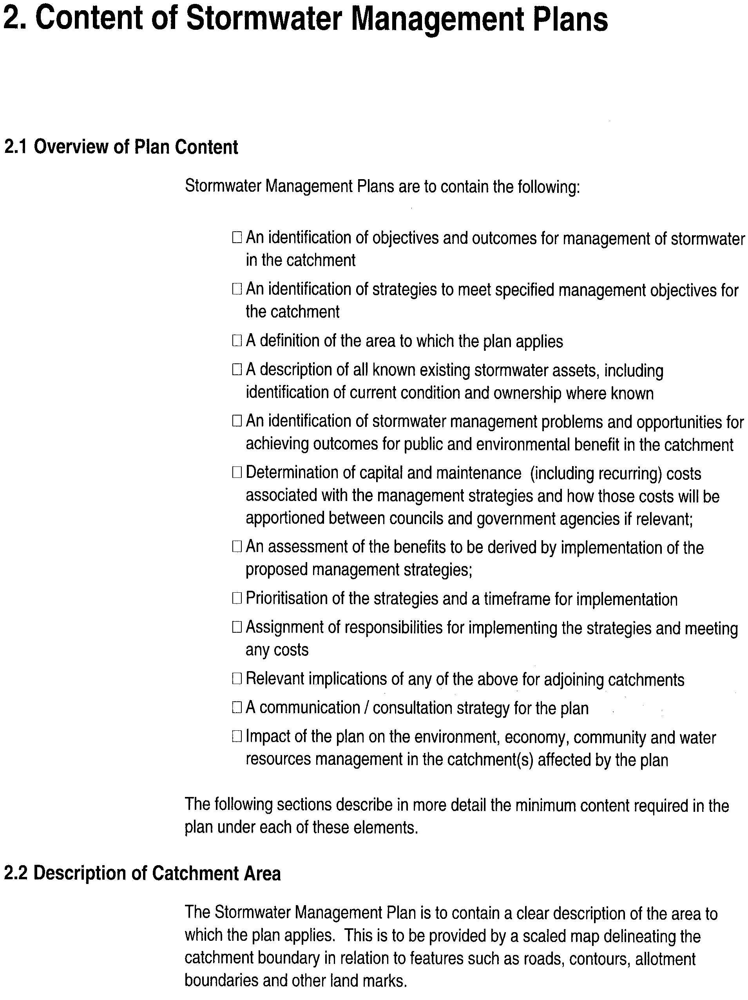 2. Content of Stormwater Management Plans
2.1 Overview of Plan Content
Stormwater Management Plans are to contain the following:
☐ An identification of objectives and outcomes for management of stormwater
in the catchment
☐ An identification of strategies to meet specified management objectives for
the catchment
☐ A definition of the area to which the plan applies
☐ A description of all known existing stormwater assets, including
identification of current condition and ownership where known
☐ An identification of stormwater management problems and opportunities for
achieving outcomes for public and environmental benefit in the catchment
☐ Determination of capital and maintenance  (including recurring) costs
associated with the management strategies and how those costs will be
apportioned between councils and government agencies if relevant;
☐ An assessment of the benefits to be derived by implementation of the
proposed management strategies;
☐ Prioritisation of the strategies and a timeframe for implementation
☐ Assignment of responsibilities for implementing the strategies and meeting
any costs
☐ Relevant implications of any of the above for adjoining catchments
☐ A communication / consultation strategy for the plan
☐ Impact of the plan on the environment, economy, community and water
resources management in the catchment(s) affected by the plan
The following sections describe in more detail the minimum content required in the
plan under each of these elements.
2.2 Description of Catchment Area
The Stormwater Management Plan is to contain a clear description of the area to
which the plan applies.  This is to be provided by a scaled map delineating the
catchment boundary in relation to features such as roads, contours, allotment
boundaries and other land marks.